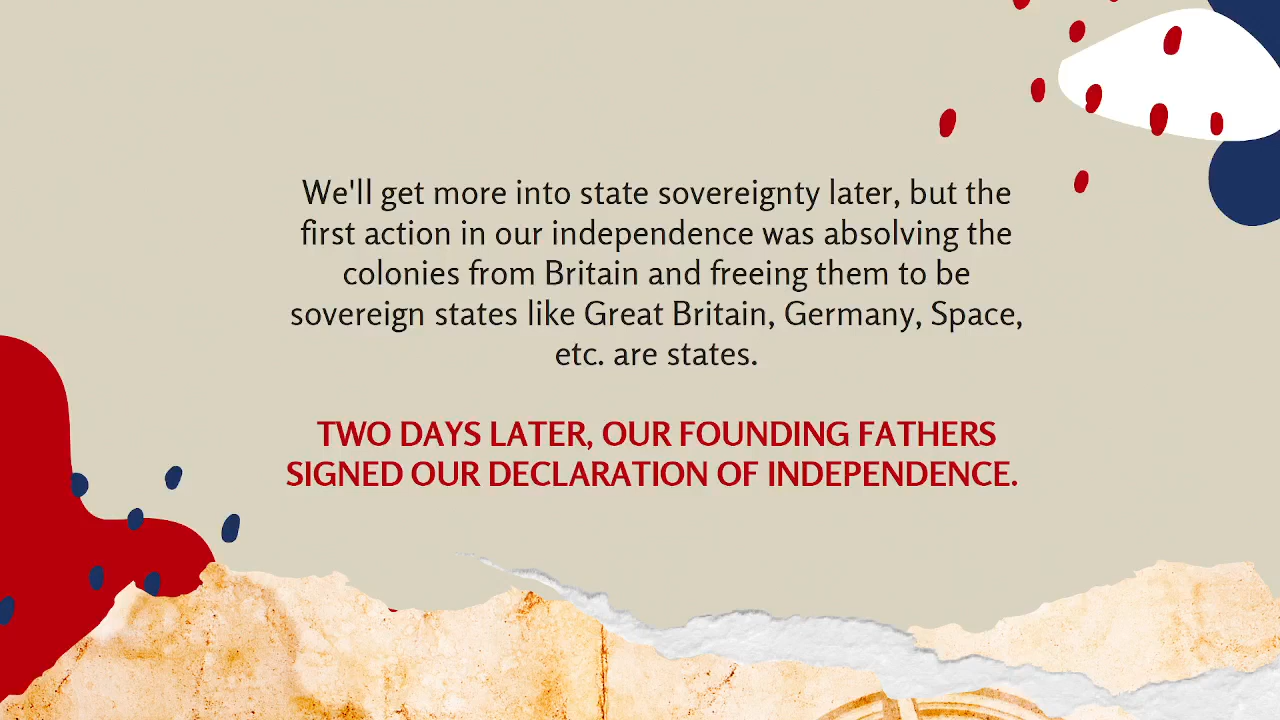 We'll get more into state sovereignty later, but the
first action in our independence was absolving the
colonies from Britain and freeing them to be
sovereign states like Great Britain, Germany, Space,
etc. are states.
TWO DAYS LATER, OUR FOUNDING FATHERS
SIGNED OUR DECLARATION OF INDEPENDENCE.